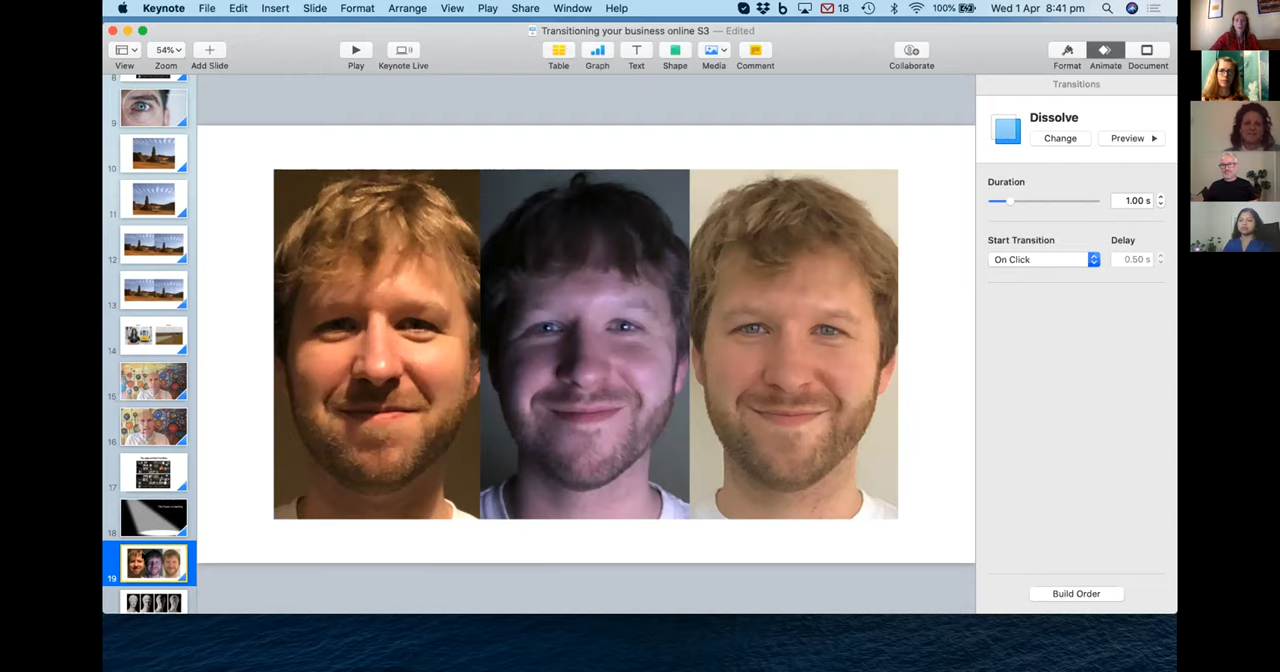 Keynote File Edit Insert Slide Format Arrange View Play Share Window Help 18 100% Wed 1 Apr 8:41 pm
Transitioning your business online S3 — Edited
54%
View Zoom Add Slide Play Keynote Live Table Graph Text Shape Media Comment Collaborate Format Animate Document
Transitions
Dissolve
Change Preview
Duration
1.00 s
Start Transition Delay
On Click 0.50 s
Build Order
8
9
10
11
12
13
14
15
16
17
18
19